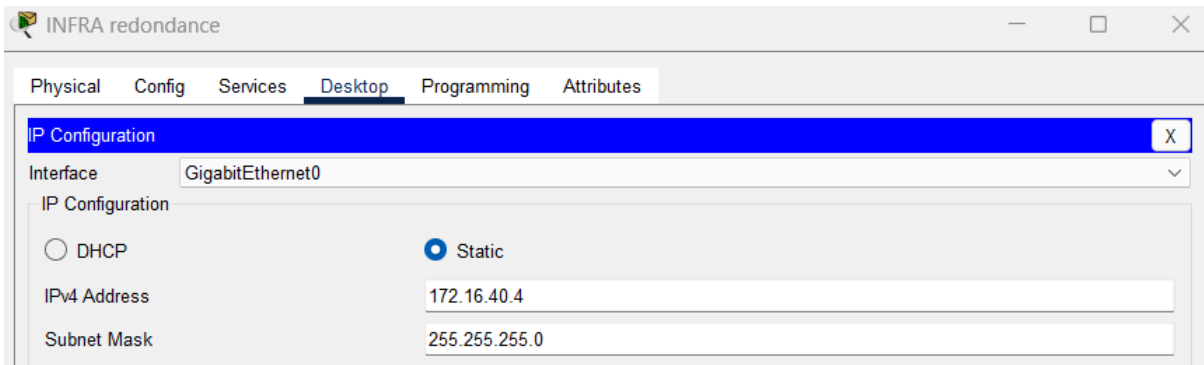 INFRA redondance
Physical Config Services Desktop Programming Attributes
IP Configuration X
Interface GigabitEthernet0
IP Configuration
DHCP Static
IPv4 Address 172.16.40.4
Subnet Mask 255.255.255.0